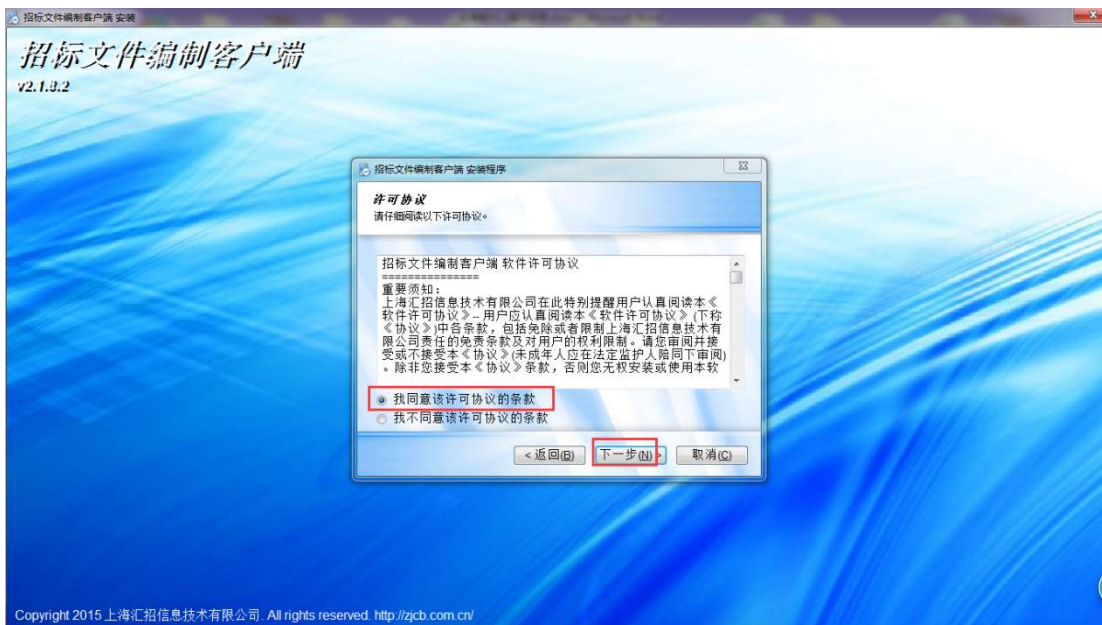 招标文件编制客户端 安装
招标文件编制客户端
v2.1.8.2
招标文件编制客户端 安装程序
许可协议
请仔细阅读以下许可协议。
招标文件编制客户端 软件许可协议
===============
重要须知：
上海汇招信息技术有限公司在此特别提醒用户认真阅读本《
软件许可协议》-- 用户应认真阅读本《软件许可协议》(下称
《协议》)中各条款，包括免除或者限制上海汇招信息技术有
限公司责任的免责条款及对用户的权利限制。请您审阅并接
受或不接受本《协议》(未成年人应在法定监护人陪同下审阅)
。除非您接受本《协议》条款，否则您无权安装或使用本软
我同意该许可协议的条款
我不同意该许可协议的条款
<返回(B) 下一步(N)> 取消(C)
Copyright 2015 上海汇招信息技术有限公司. All rights reserved. http://zjcb.com.cn/